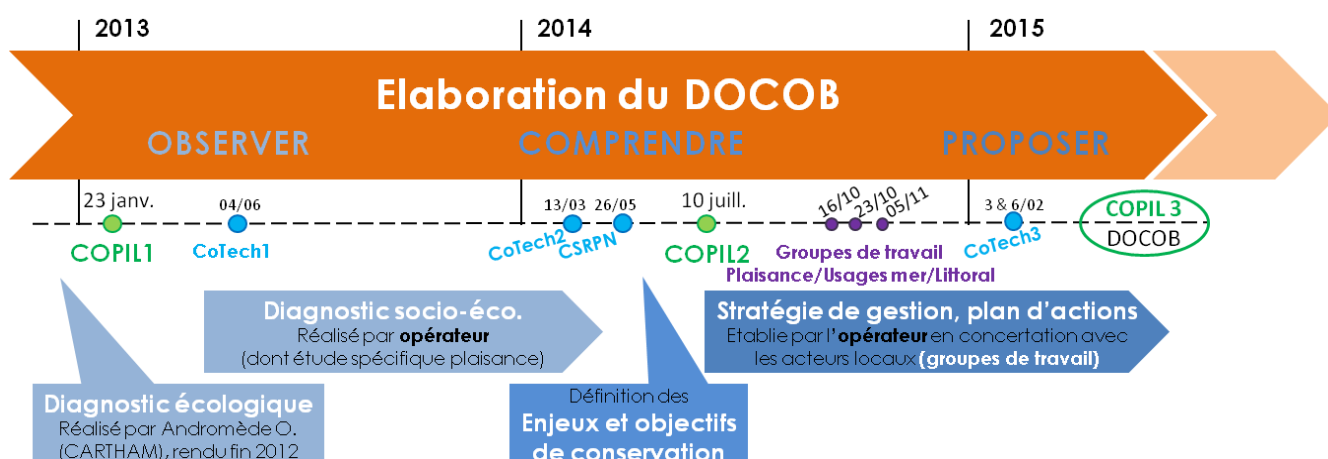 2013
2014
2015
Elaboration du DOCOB
OBSERVER
COMPRENDRE
PROPOSER
23 janv.
04/06
13/03
26/05
10 juill.
16/10
23/10
05/11
3 & 6/02
COPIL 3
DOCOB
COPIL1
CoTech1
CoTech2
CSRPN
COPIL2
Groupes de travail
Plaisance/Usages mer/Littoral
CoTech3
Diagnostic socio-éco.
Réalisé par opérateur
(dont étude spécifique plaisance)
Stratégie de gestion, plan d'actions
Etablie par l'opérateur en concertation avec
les acteurs locaux (groupes de travail)
Diagnostic écologique
Réalisé par Andromède O.
(CARTHAM), rendu fin 2012
Définition des
Enjeux et objectifs
de conservation